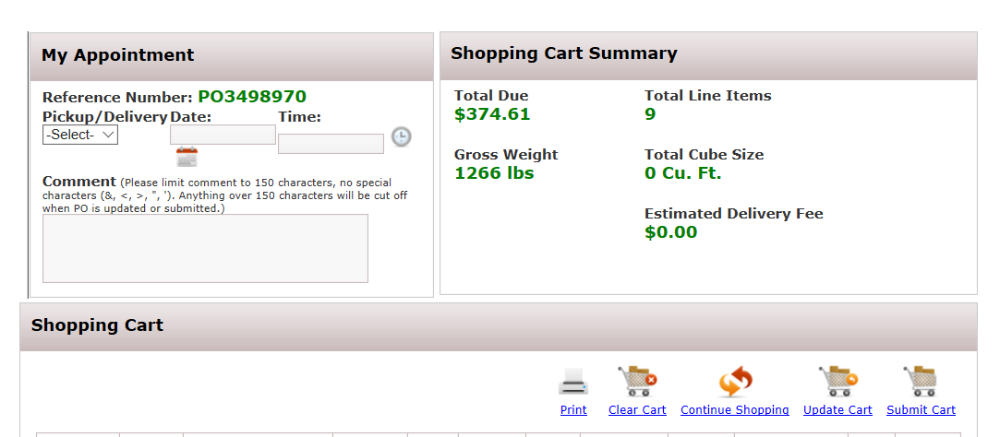 My Appointment
Reference Number: PO3498970
Pickup/Delivery Date: Time:
-Select-
Comment (Please limit comment to 150 characters, no special
characters (&, <, >, ", '). Anything over 150 characters will be cut off
when PO is updated or submitted.)
Shopping Cart Summary
Total Due Total Line Items
$374.61 9
Gross Weight Total Cube Size
1266 lbs 0 Cu. Ft.
Estimated Delivery Fee
$0.00
Shopping Cart
Print Clear Cart Continue Shopping Update Cart Submit Cart